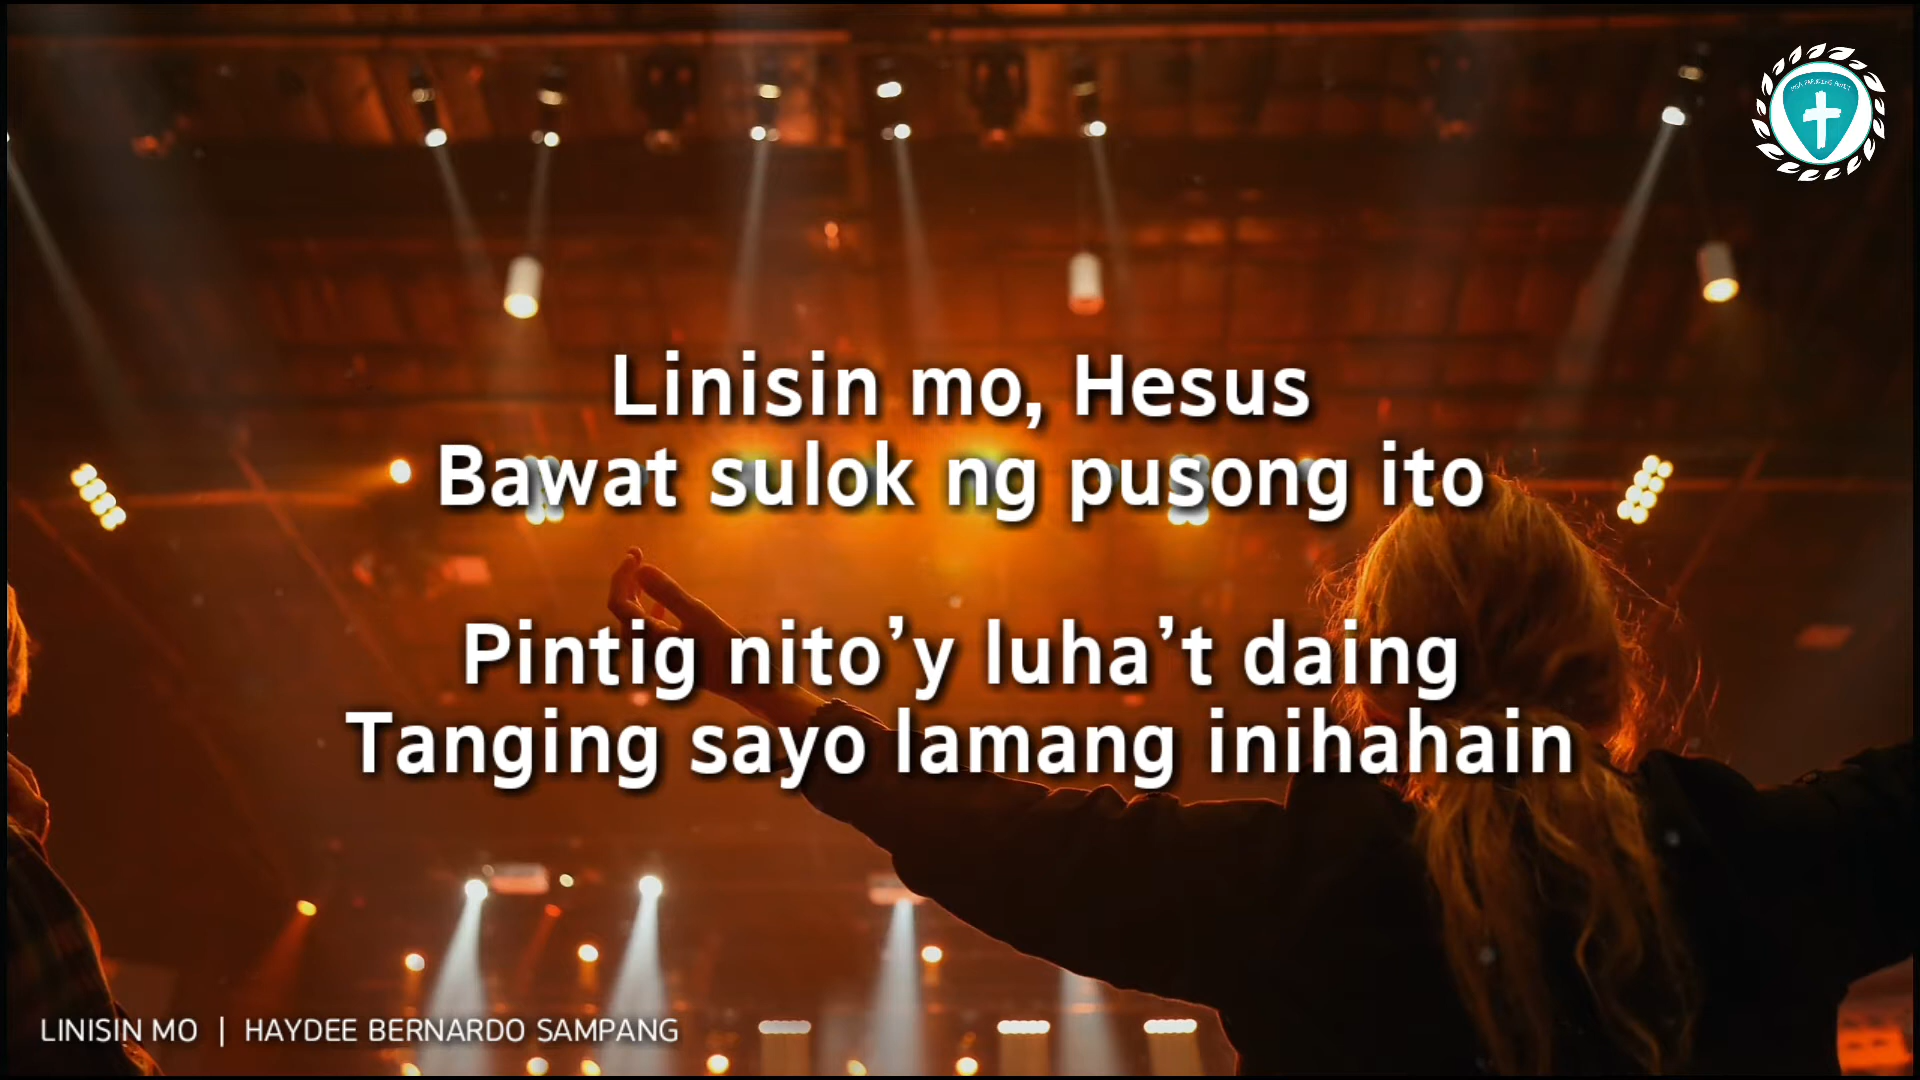 Linisin mo, Hesus
Bawat sulok ng pusong ito
Pintig nito’y luha’t daing
Tanging sayo lamang inihahain
LINISIN MO | HAYDEE BERNARDO SAMPANG